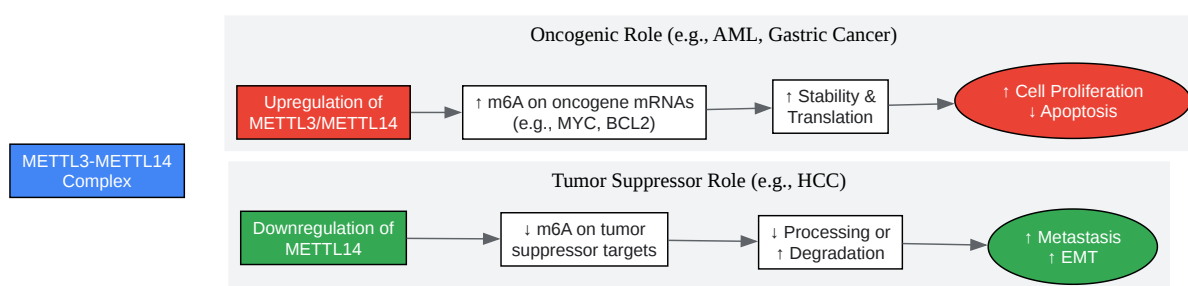 Oncogenic Role (e.g., AML, Gastric Cancer)
Upregulation of
METTL3/METTL14
↑ m6A on oncogene mRNAs
(e.g., MYC, BCL2)
↑ Stability &
Translation
↑ Cell Proliferation
↓ Apoptosis
METTL3-METTL14
Complex
Tumor Suppressor Role (e.g., HCC)
Downregulation of
METTL14
↓ m6A on tumor
suppressor targets
↓ Processing or
↑ Degradation
↑ Metastasis
↑ EMT